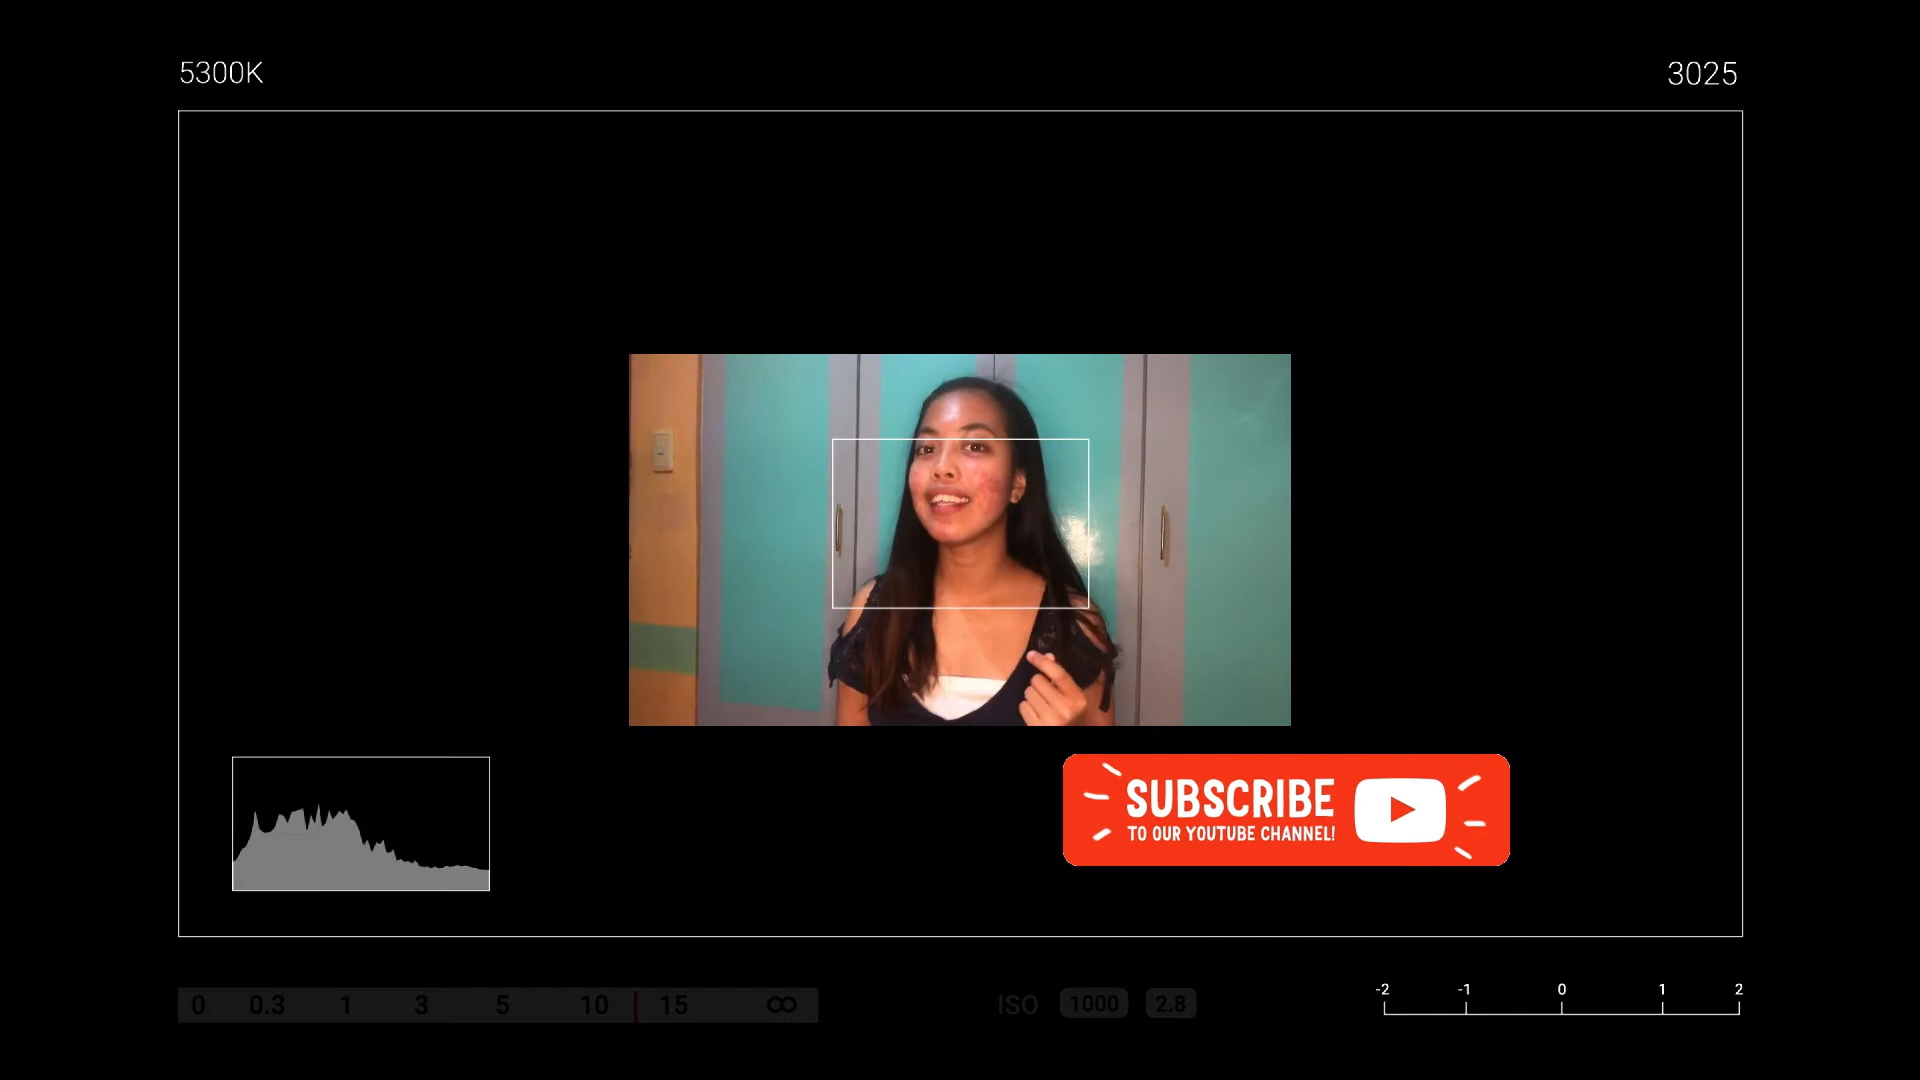 5300K
3025
SUBSCRIBE
TO OUR YOUTUBE CHANNEL!
0 0.3 1 3 5 10 15 ∞
ISO 1000 2.8
-2 -1 0 1 2